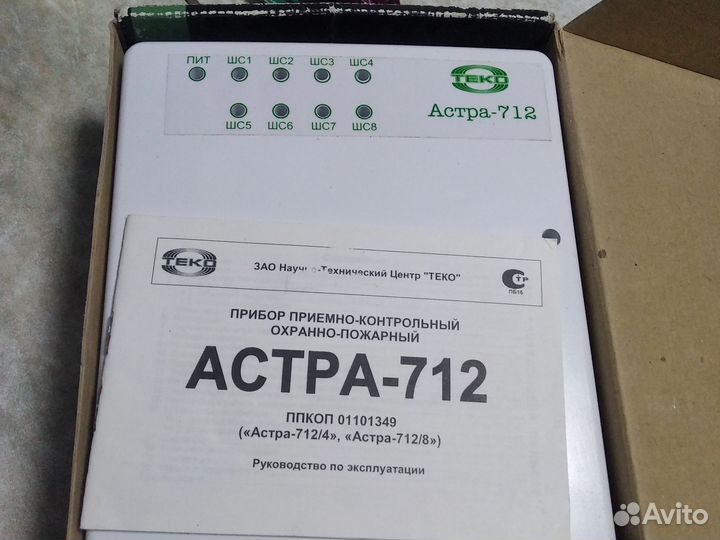 ПИТ ШС1 ШС2 ШС3 ШС4
ТЕКО
Астра-712
ШС5 ШС6 ШС7 ШС8
ТЕКО
ЗАО Научно-Технический Центр "ТЕКО"
СТР
ПБ16
ПРИБОР ПРИЕМНО-КОНТРОЛЬНЫЙ
ОХРАННО-ПОЖАРНЫЙ
АСТРА-712
ППКОП 01101349
(«Астра-712/4», «Астра-712/8»)
Руководство по эксплуатации
Avito